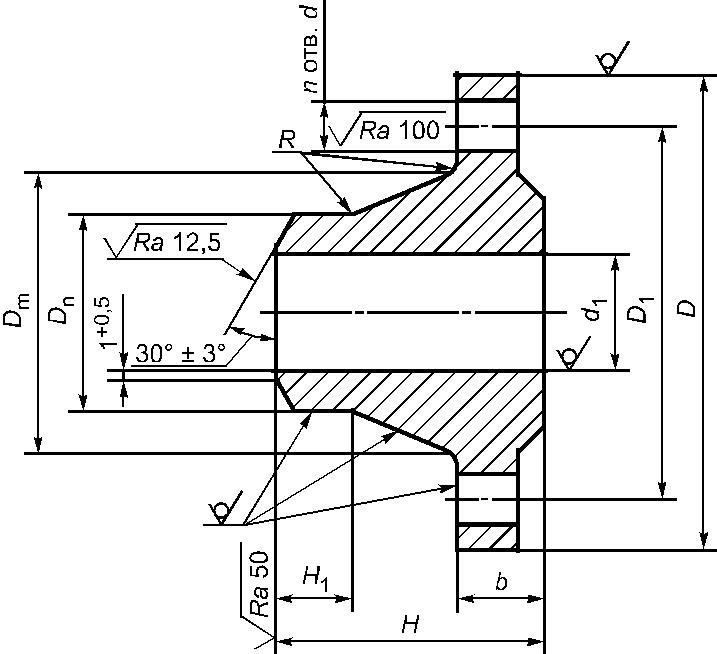 n отв. d
Ra 100
R
Ra 12,5
Dm
Dn
1+0,5
30° ± 3°
d1
D1
D
Ra 50
H1
b
H